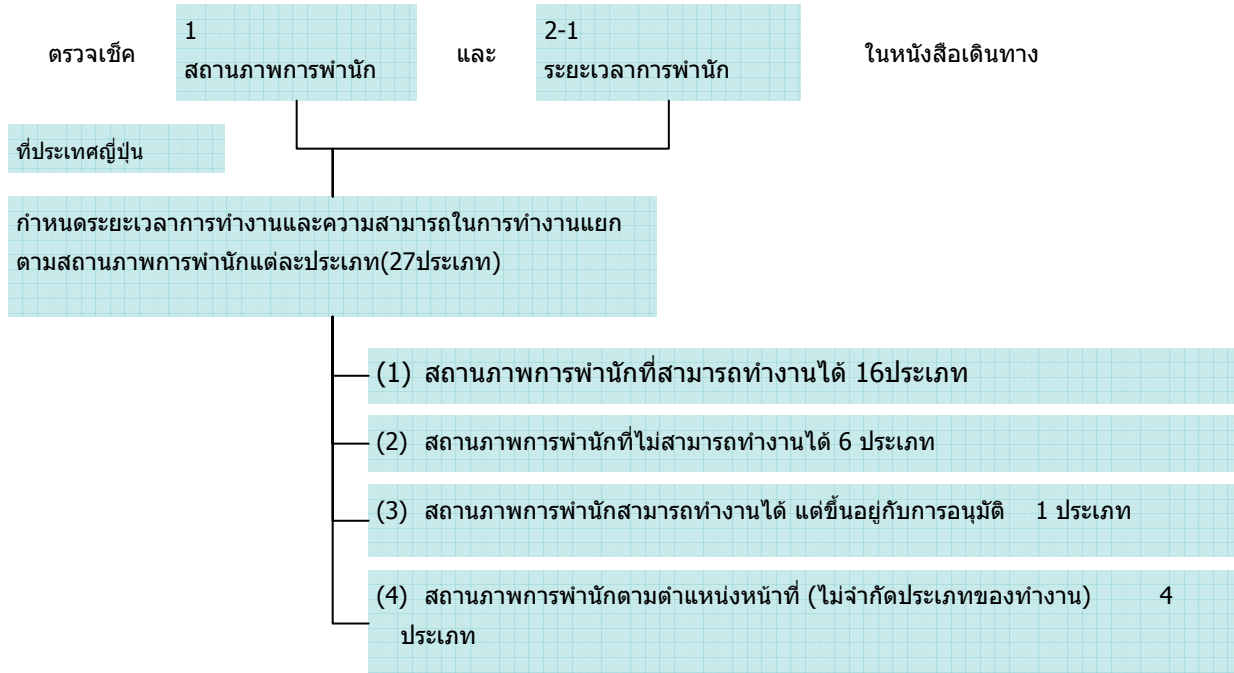 ตรวจเช็ค
1
สถานภาพการพำนัก
และ
2-1
ระยะเวลาการพำนัก
ในหนังสือเดินทาง
ที่ประเทศญี่ปุ่น
กำหนดระยะเวลาการทำงานและความสามารถในการทำงานแยก
ตามสถานภาพการพำนักแต่ละประเภท(27ประเภท)
(1) สถานภาพการพำนักที่สามารถทำงานได้ 16ประเภท
(2) สถานภาพการพำนักที่ไม่สามารถทำงานได้ 6 ประเภท
(3) สถานภาพการพำนักสามารถทำงานได้ แต่ขึ้นอยู่กับการอนุมัติ 1 ประเภท
(4) สถานภาพการพำนักตามตำแหน่งหน้าที่ (ไม่จำกัดประเภทของทำงาน) 4
ประเภท